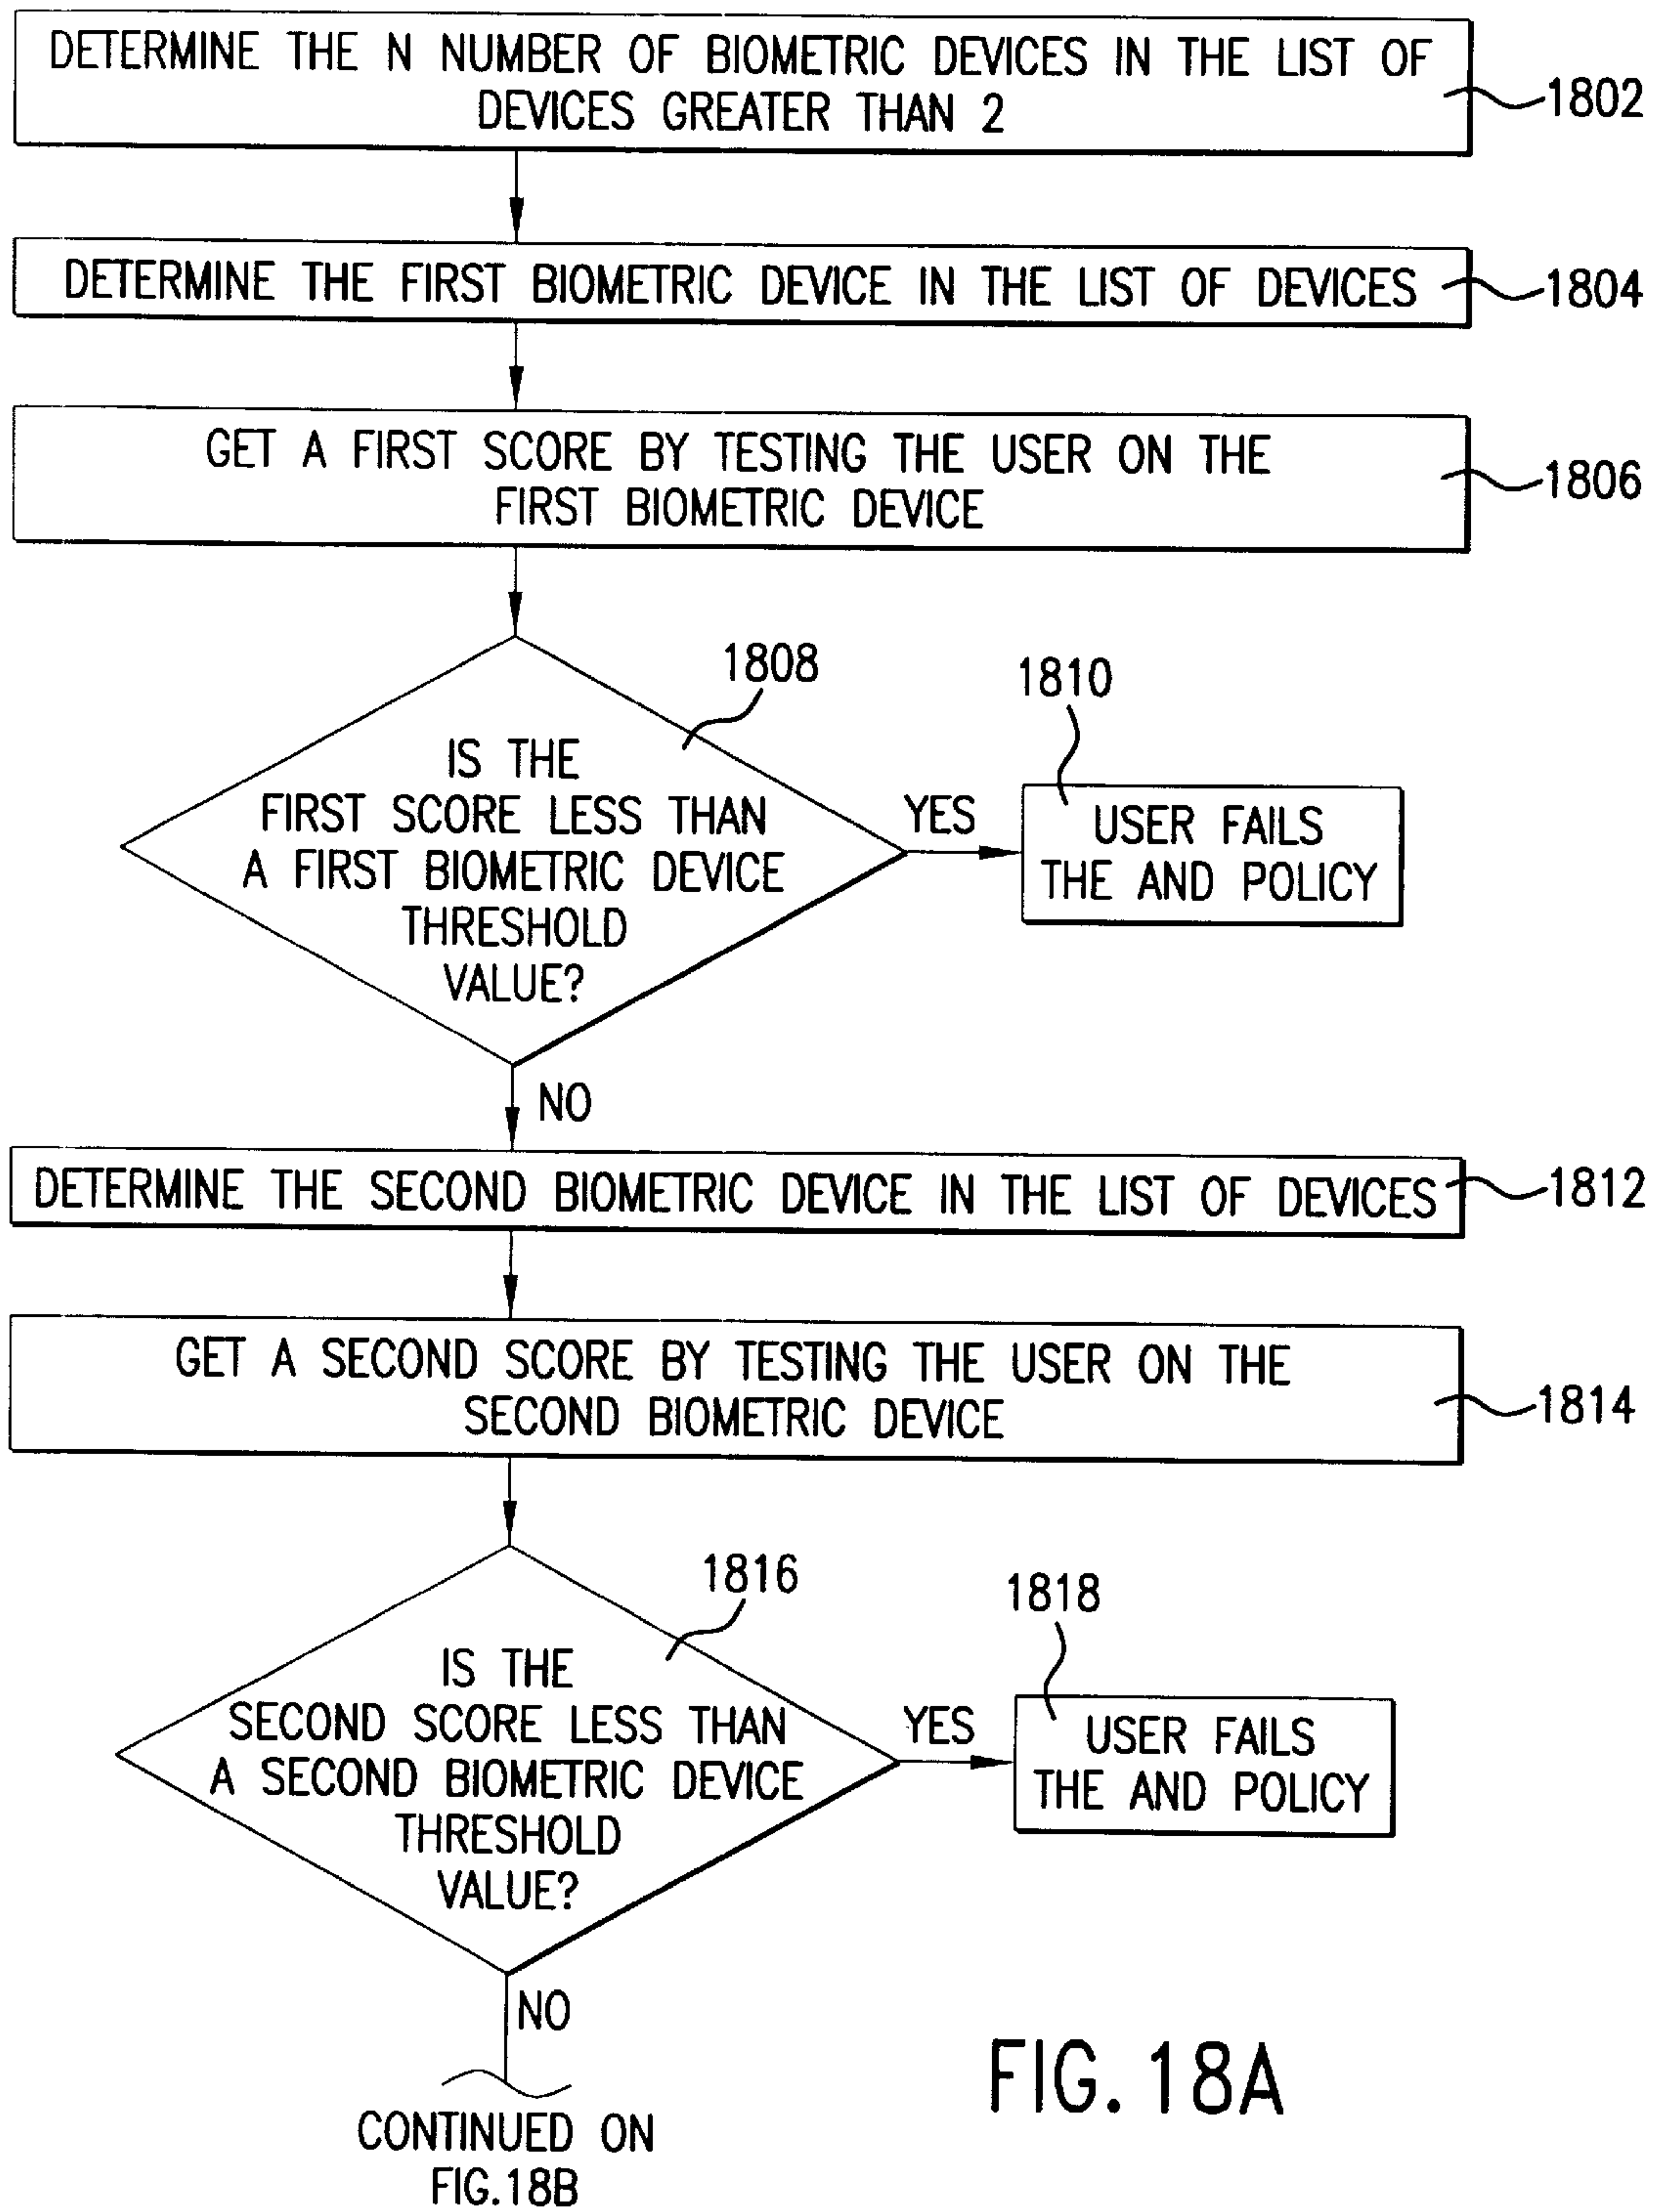 DETERMINE THE N NUMBER OF BIOMETRIC DEVICES IN THE LIST OF
DEVICES GREATER THAN 2
1802
DETERMINE THE FIRST BIOMETRIC DEVICE IN THE LIST OF DEVICES
1804
GET A FIRST SCORE BY TESTING THE USER ON THE
FIRST BIOMETRIC DEVICE
1806
1808
IS THE
FIRST SCORE LESS THAN
A FIRST BIOMETRIC DEVICE
THRESHOLD
VALUE?
YES
1810
USER FAILS
THE AND POLICY
NO
DETERMINE THE SECOND BIOMETRIC DEVICE IN THE LIST OF DEVICES
1812
GET A SECOND SCORE BY TESTING THE USER ON THE
SECOND BIOMETRIC DEVICE
1814
1816
IS THE
SECOND SCORE LESS THAN
A SECOND BIOMETRIC DEVICE
THRESHOLD
VALUE?
YES
1818
USER FAILS
THE AND POLICY
NO
CONTINUED ON
FIG.18B
FIG. 18A